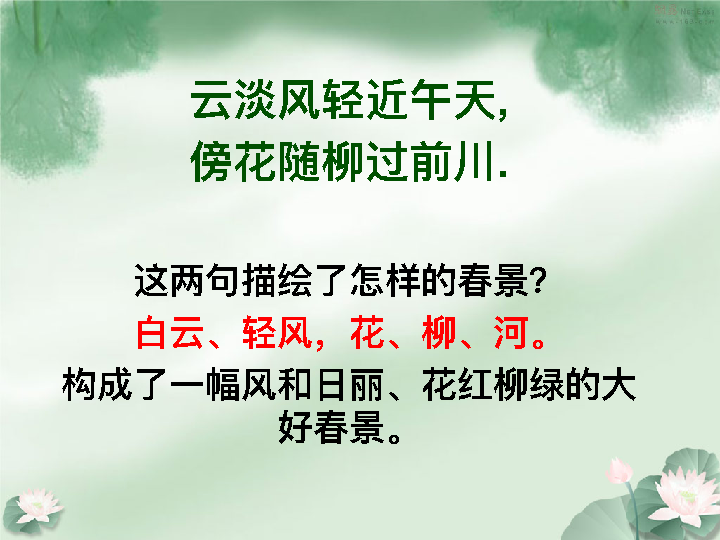 云淡风轻近午天,
傍花随柳过前川.
这两句描绘了怎样的春景?
白云、轻风，花、柳、河。
构成了一幅风和日丽、花红柳绿的大
好春景。